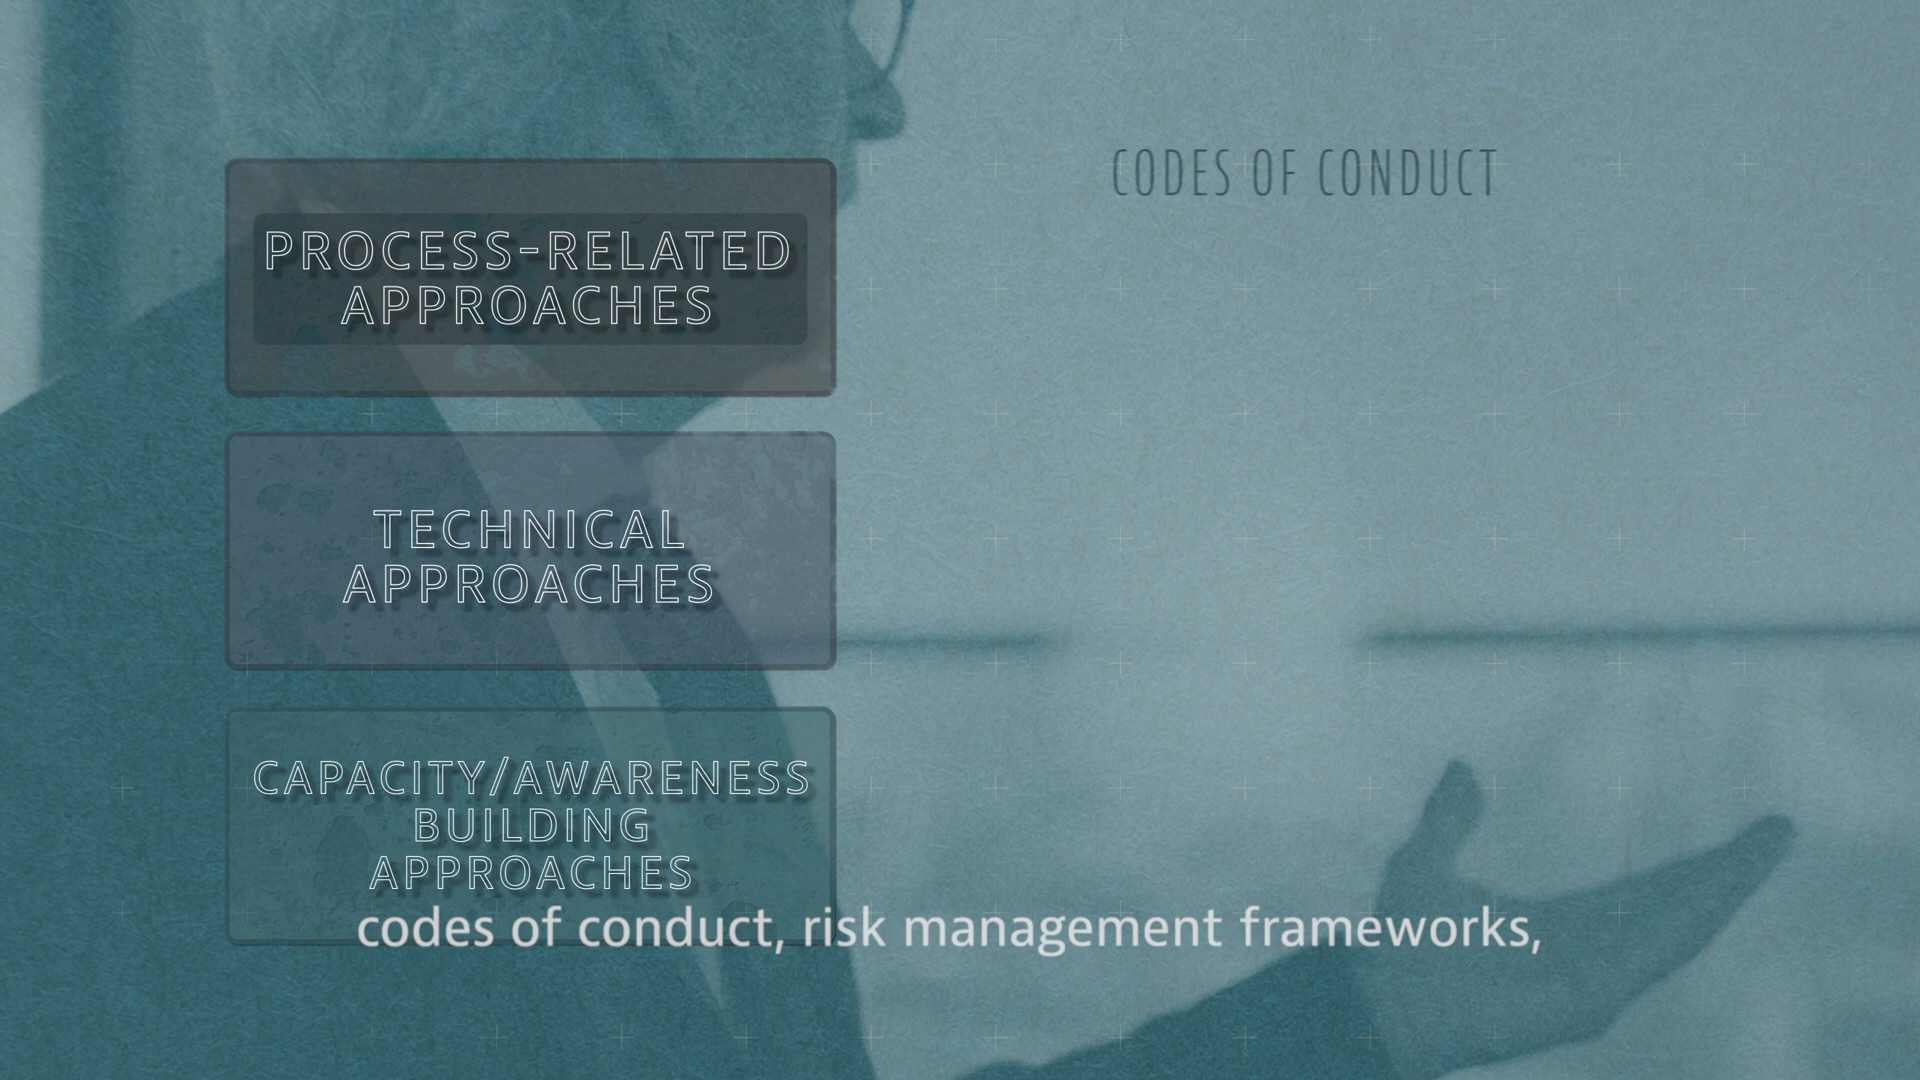 CODES OF CONDUCT
PROCESS-RELATED
APPROACHES
TECHNICAL
APPROACHES
CAPACITY/AWARENESS
BUILDING
APPROACHES
codes of conduct, risk management frameworks,